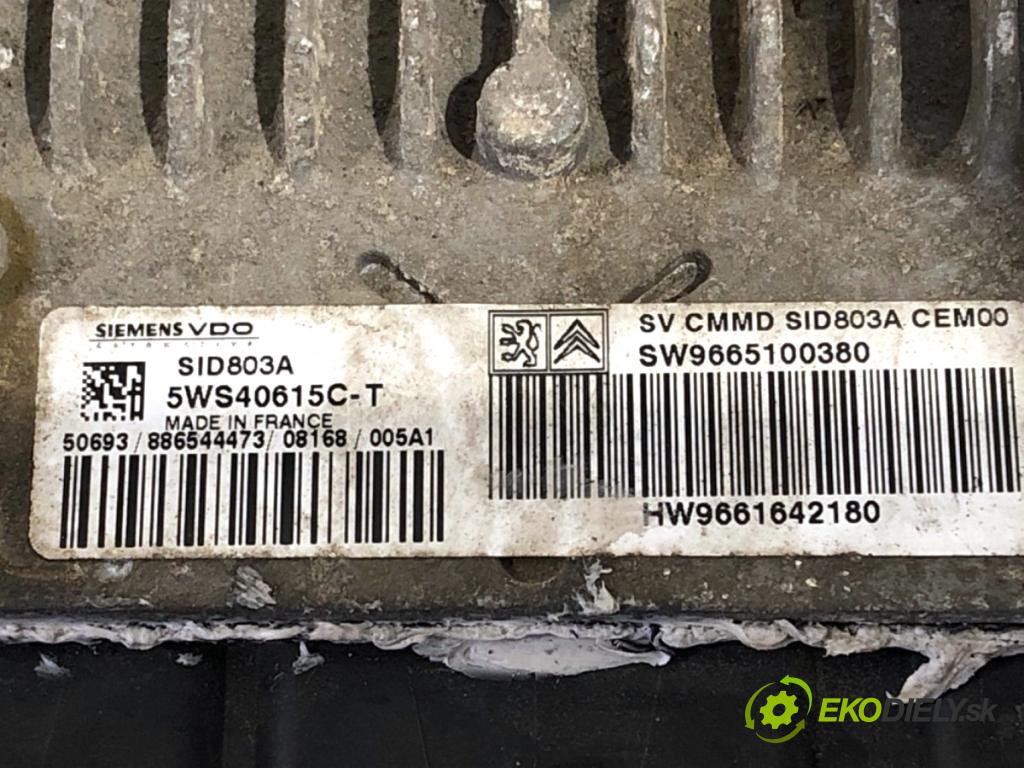 SIEMENS VDO
SID803A
5WS40615C-T
MADE IN FRANCE
50693/886544473/08168/005A1
SV CMMD SID803A CEM00
SW9665100380
HW9661642180
EKODIELY.sk